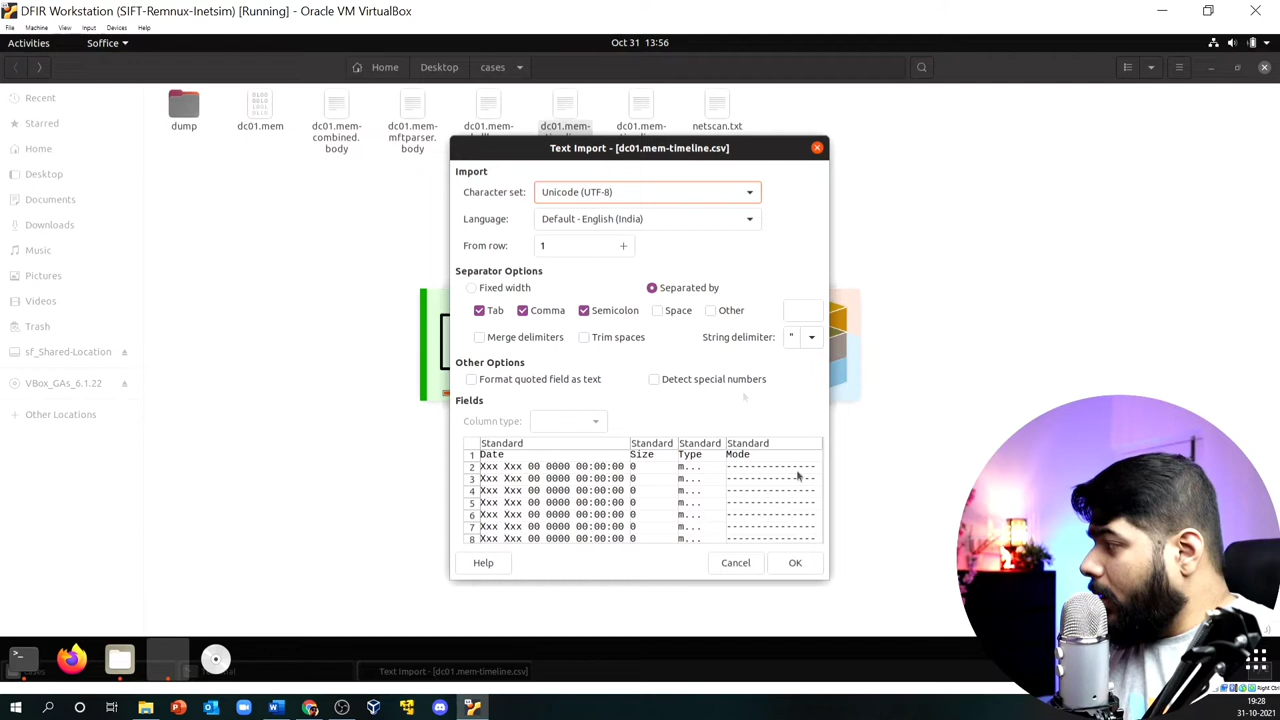 DFIR Workstation (SIFT-Remnux-Inetsim) [Running] - Oracle VM VirtualBox
File Machine View Input Devices Help
Activities Soffice Oct 31 13:56
Home Desktop cases
Recent
Starred
Home
Desktop
Documents
Downloads
Music
Pictures
Videos
Trash
sf_Shared-Location
VBox_GAs_6.1.22
Other Locations
dump
dc01.mem
dc01.mem-
combined.
body
dc01.mem-
mftparser.
body
dc01.mem-
dc01.mem-
dc01.mem-
netscan.txt
Text Import - [dc01.mem-timeline.csv]
Import
Character set: Unicode (UTF-8)
Language: Default - English (India)
From row: 1 +
Separator Options
Fixed width Separated by
Tab Comma Semicolon Space Other
Merge delimiters Trim spaces String delimiter: "
Other Options
Format quoted field as text Detect special numbers
Fields
Column type:
Standard Standard Standard Standard
1 Date Size Type Mode
2 Xxx Xxx 00 0000 00:00:00 0 m... ---------------
3 Xxx Xxx 00 0000 00:00:00 0 m... ---------------
4 Xxx Xxx 00 0000 00:00:00 0 m... ---------------
5 Xxx Xxx 00 0000 00:00:00 0 m... ---------------
6 Xxx Xxx 00 0000 00:00:00 0 m... ---------------
7 Xxx Xxx 00 0000 00:00:00 0 m... ---------------
8 Xxx Xxx 00 0000 00:00:00 0 m... ---------------
Help Cancel OK
Text Import - [dc01.mem-timeline.csv]
Right Ctrl
19:28
31-10-2021